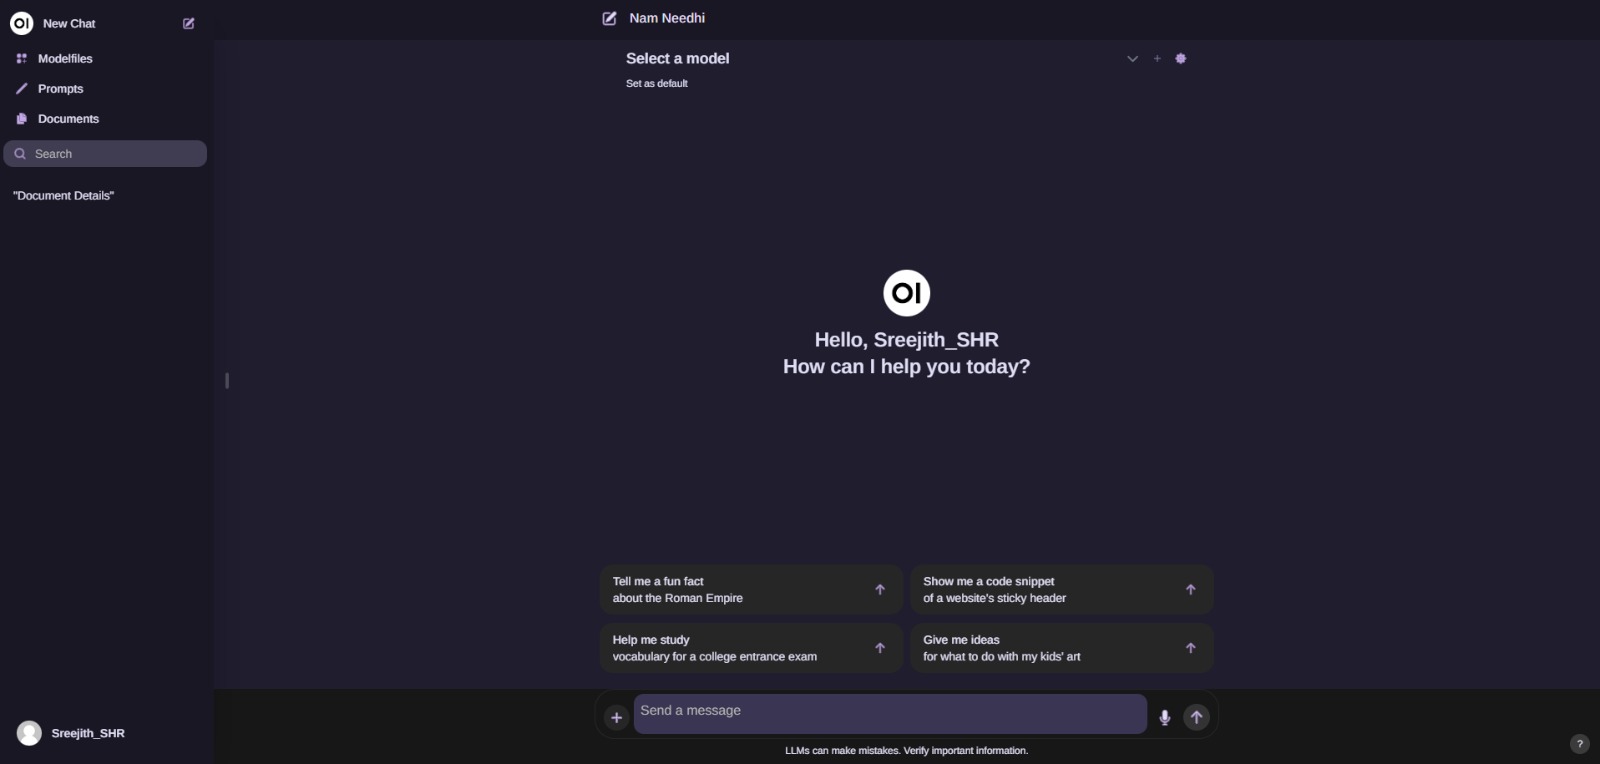 OI New Chat
Modelfiles
Prompts
Documents
Search
"Document Details"
Sreejith_SHR
Nam Needhi
Select a model
Set as default
OI
Hello, Sreejith_SHR
How can I help you today?
Tell me a fun fact
about the Roman Empire
Show me a code snippet
of a website's sticky header
Help me study
vocabulary for a college entrance exam
Give me ideas
for what to do with my kids' art
Send a message
LLMs can make mistakes. Verify important information.
?